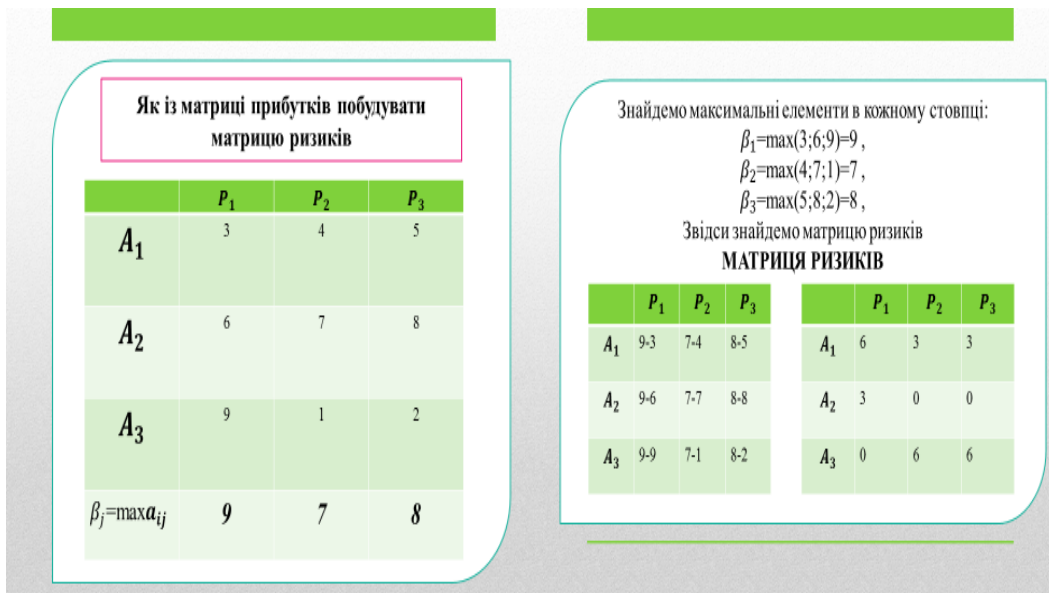 Як із матриці прибутків побудувати
матрицю ризиків
P₁ P₂ P₃
A₁ 3 4 5
A₂ 6 7 8
A₃ 9 1 2
βⱼ=maxaᵢⱼ 9 7 8
Знайдемо максимальні елементи в кожному стовпці:
β₁=max(3;6;9)=9 ,
β₂=max(4;7;1)=7 ,
β₃=max(5;8;2)=8 ,
Звідси знайдемо матрицю ризиків
МАТРИЦЯ РИЗИКІВ
P₁ P₂ P₃
A₁ 9-3 7-4 8-5
A₂ 9-6 7-7 8-8
A₃ 9-9 7-1 8-2
P₁ P₂ P₃
A₁ 6 3 3
A₂ 3 0 0
A₃ 0 6 6